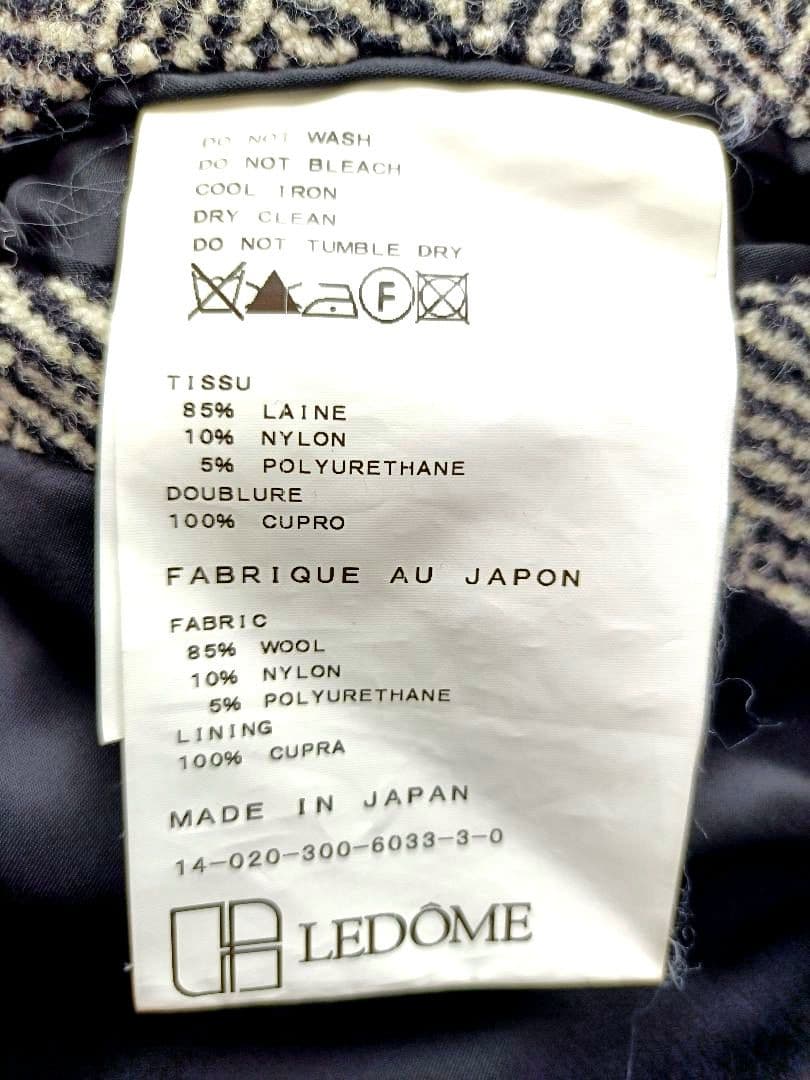 DO NOT WASH
DO NOT BLEACH
COOL IRON
DRY CLEAN
DO NOT TUMBLE DRY
F
TISSU
85% LAINE
10% NYLON
5% POLYURETHANE
DOUBLURE
100% CUPRO
FABRIQUE AU JAPON
FABRIC
85% WOOL
10% NYLON
5% POLYURETHANE
LINING
100% CUPRA
MADE IN JAPAN
14-020-300-6033-3-0
LEDÔME